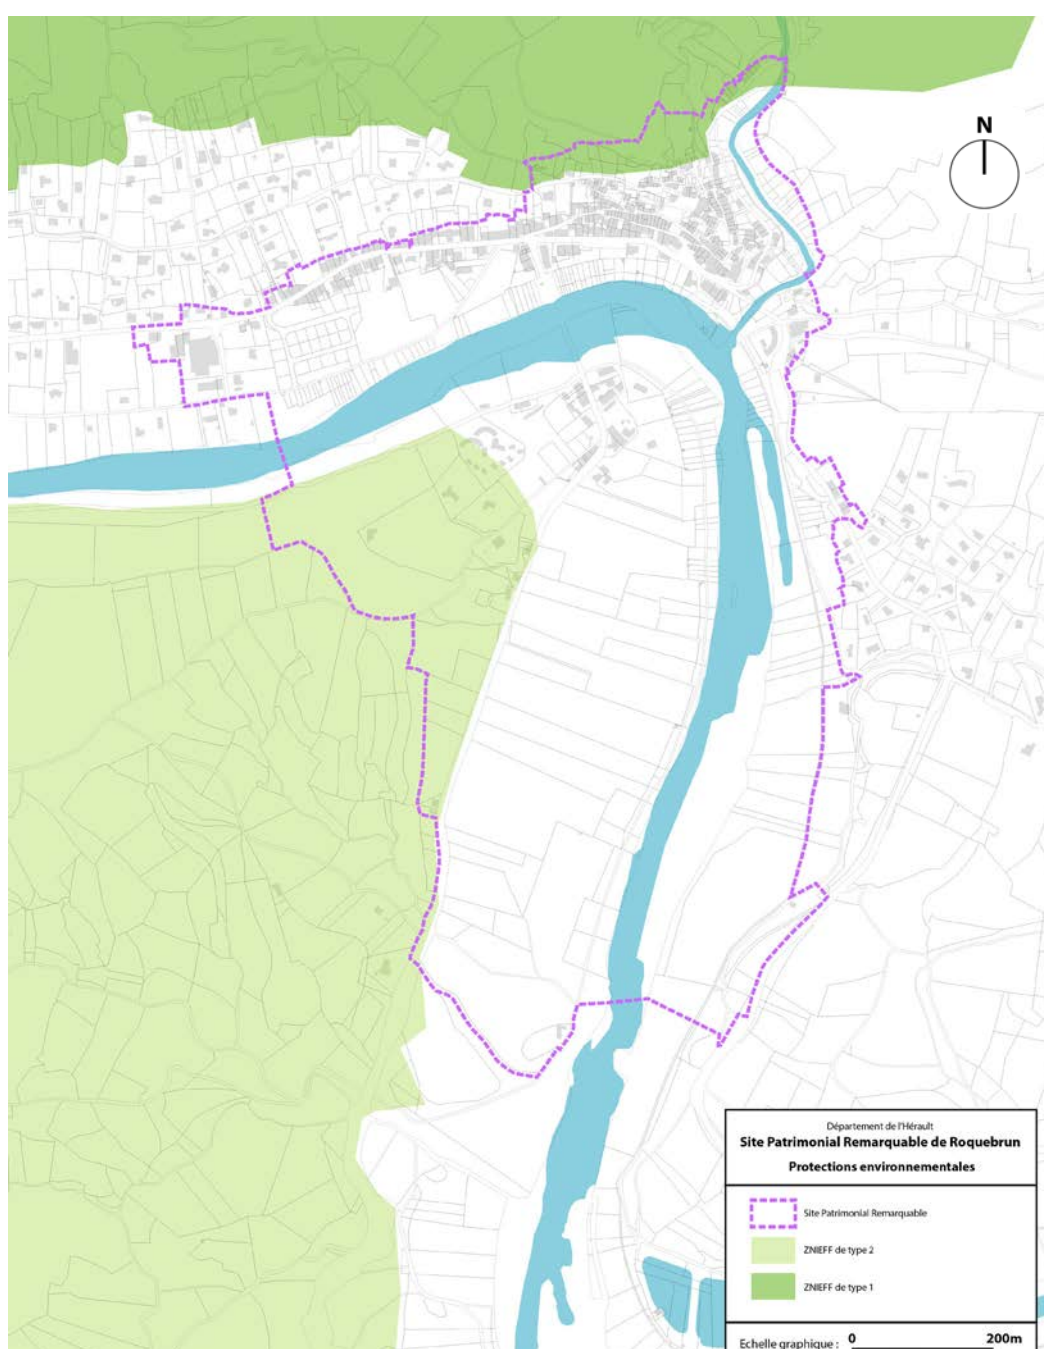 N
Département de l'Hérault
Site Patrimonial Remarquable de Roquebrun
Protections environnementales
Site Patrimonial Remarquable
ZNIEFF de type 2
ZNIEFF de type 1
Echelle graphique : 0 200m